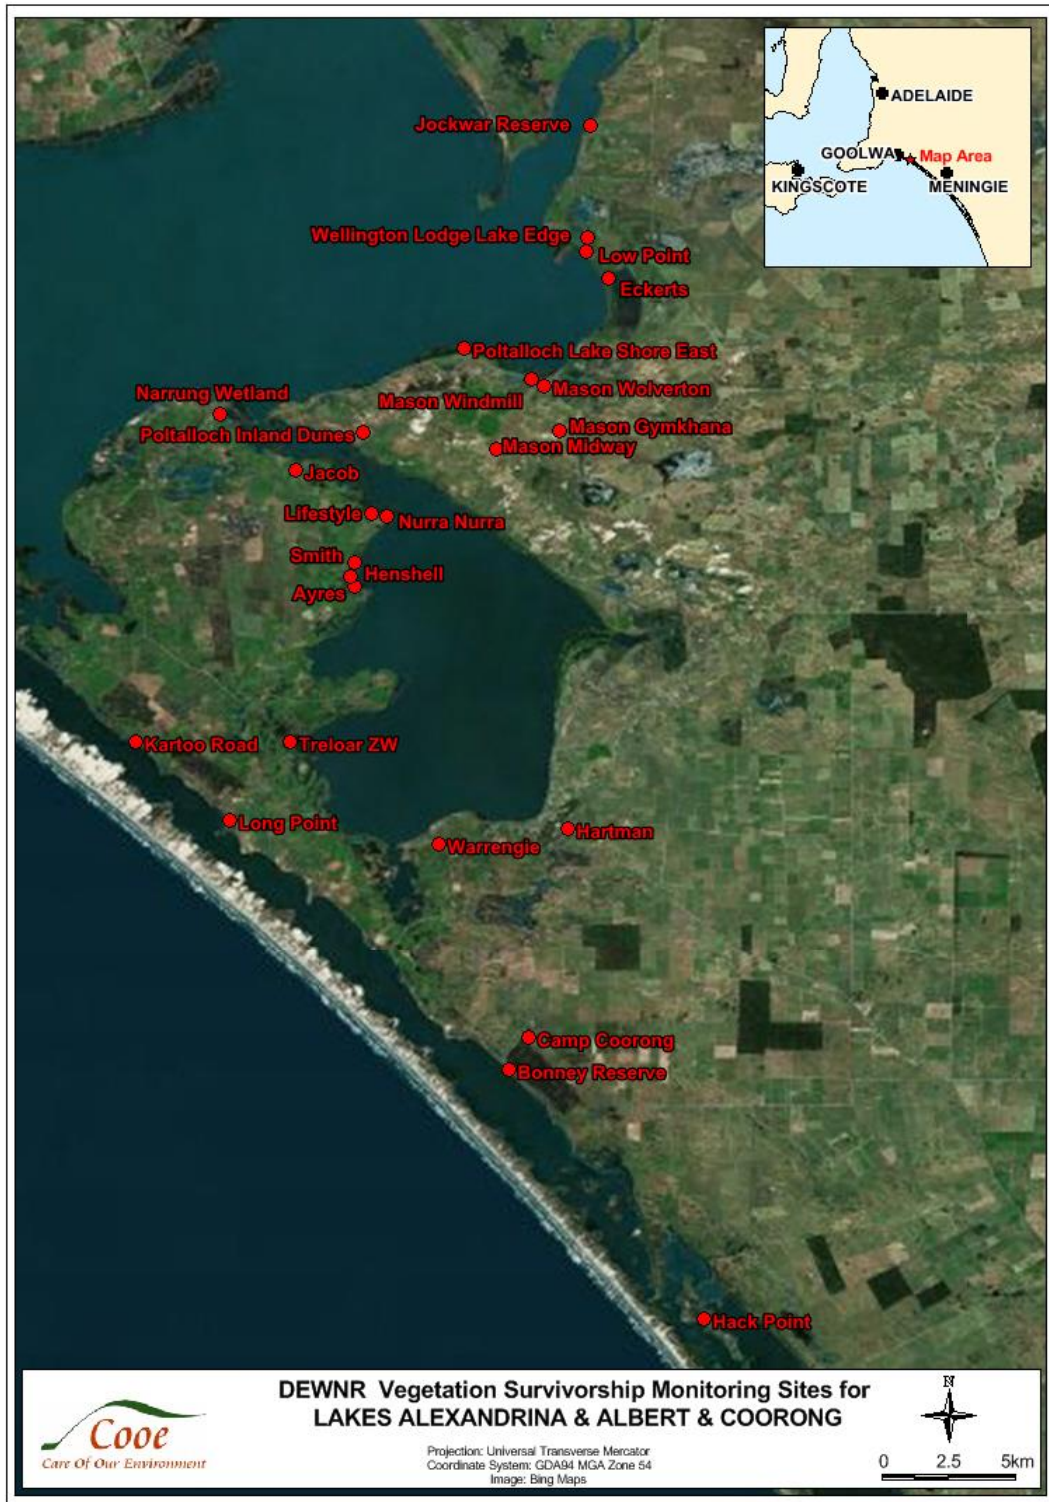 ADELAIDE
GOOLWA
Map Area
KINGSCOTE
MENINGIE
Jockwar Reserve
Wellington Lodge Lake Edge
Low Point
Eckerts
Poltalloch Lake Shore East
Mason Wolverton
Mason Windmill
Narrung Wetland
Poltalloch Inland Dunes
Mason Gymkhana
Mason Midway
Jacob
Lifestyle
Nurra Nurra
Smith
Henshell
Ayres
Kartoo Road
Treloar ZW
Long Point
Hartman
Warrengie
Camp Coorong
Bonney Reserve
Hack Point
Cooe
Care Of Our Environment
DEWNR Vegetation Survivorship Monitoring Sites for
LAKES ALEXANDRINA & ALBERT & COORONG
Projection: Universal Transverse Mercator
Coordinate System: GDA94 MGA Zone 54
Image: Bing Maps
N
0 2.5 5km